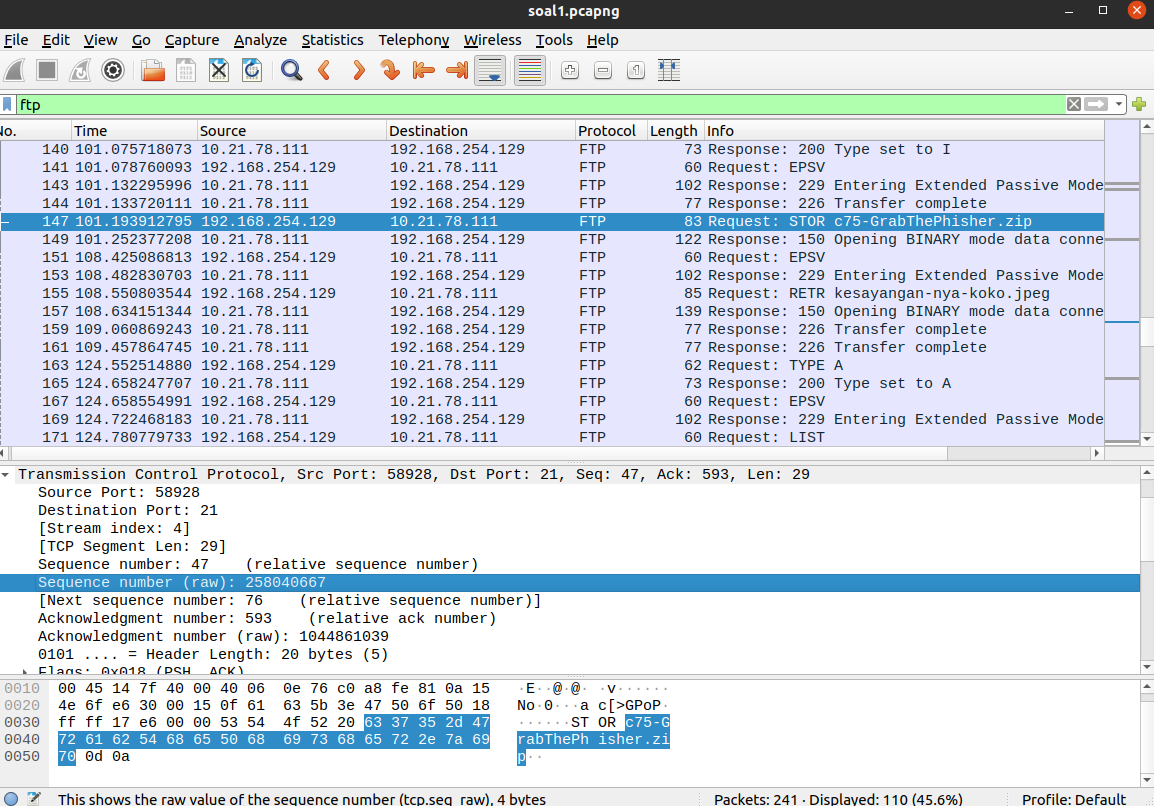 soal1.pcapng
File Edit View Go Capture Analyze Statistics Telephony Wireless Tools Help
ftp
No. Time Source Destination Protocol Length Info
140 101.075718073 10.21.78.111 192.168.254.129 FTP 73 Response: 200 Type set to I
141 101.078760093 192.168.254.129 10.21.78.111 FTP 60 Request: EPSV
143 101.132295996 10.21.78.111 192.168.254.129 FTP 102 Response: 229 Entering Extended Passive Mode
144 101.133720111 10.21.78.111 192.168.254.129 FTP 77 Response: 226 Transfer complete
147 101.193912795 192.168.254.129 10.21.78.111 FTP 83 Request: STOR c75-GrabThePhisher.zip
149 101.252377208 10.21.78.111 192.168.254.129 FTP 122 Response: 150 Opening BINARY mode data conne
151 108.425086813 192.168.254.129 10.21.78.111 FTP 60 Request: EPSV
153 108.482830703 10.21.78.111 192.168.254.129 FTP 102 Response: 229 Entering Extended Passive Mode
155 108.550803544 192.168.254.129 10.21.78.111 FTP 85 Request: RETR kesayangan-nya-koko.jpeg
157 108.634151344 10.21.78.111 192.168.254.129 FTP 139 Response: 150 Opening BINARY mode data conne
159 109.060869243 10.21.78.111 192.168.254.129 FTP 77 Response: 226 Transfer complete
161 109.457864745 10.21.78.111 192.168.254.129 FTP 77 Response: 226 Transfer complete
163 124.552514880 192.168.254.129 10.21.78.111 FTP 62 Request: TYPE A
165 124.658247707 10.21.78.111 192.168.254.129 FTP 73 Response: 200 Type set to A
167 124.658554991 192.168.254.129 10.21.78.111 FTP 60 Request: EPSV
169 124.722468183 10.21.78.111 192.168.254.129 FTP 102 Response: 229 Entering Extended Passive Mode
171 124.780779733 192.168.254.129 10.21.78.111 FTP 60 Request: LIST
Transmission Control Protocol, Src Port: 58928, Dst Port: 21, Seq: 47, Ack: 593, Len: 29
Source Port: 58928
Destination Port: 21
[Stream index: 4]
[TCP Segment Len: 29]
Sequence number: 47 (relative sequence number)
Sequence number (raw): 258040667
[Next sequence number: 76 (relative sequence number)]
Acknowledgment number: 593 (relative ack number)
Acknowledgment number (raw): 1044861039
0101 .... = Header Length: 20 bytes (5)
Flags: 0x018 (PSH, ACK)
0010 00 45 14 7f 40 00 40 06 0e 76 c0 a8 fe 81 0a 15 ·E··@·@· ·v······
0020 4e 6f e6 30 00 15 0f 61 63 5b 3e 47 50 6f 50 18 No·0···a c[>GPoP·
0030 ff ff 17 e6 00 00 53 54 4f 52 20 63 37 35 2d 47 ······ST OR c75-G
0040 72 61 62 54 68 65 50 68 69 73 68 65 72 2e 7a 69 rabThePh isher.zi
0050 70 0d 0a p··
This shows the raw value of the sequence number (tcp.seq_raw), 4 bytes Packets: 241 · Displayed: 110 (45.6%) Profile: Default